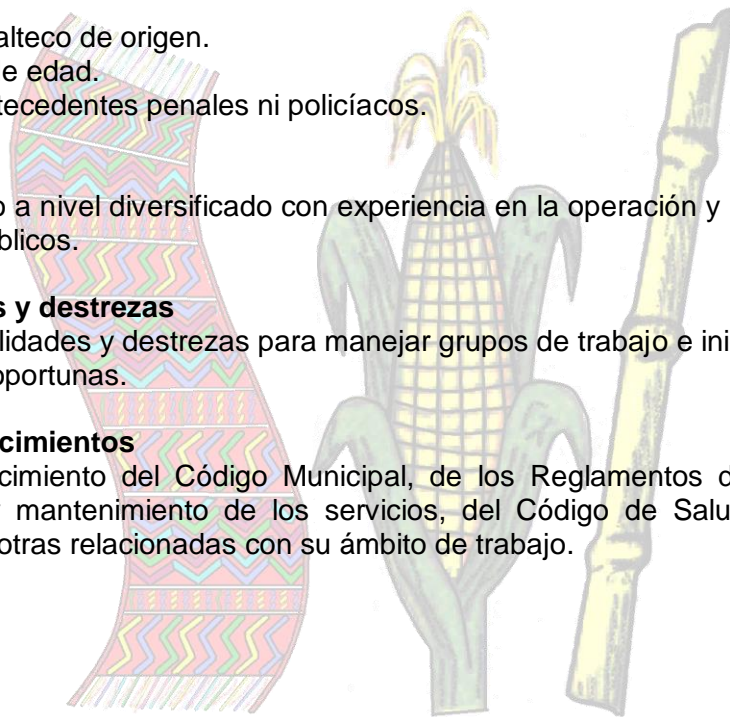 alteco de origen.
e edad.
tecedentes penales ni policíacos.
o a nivel diversificado con experiencia en la operación y
blicos.
s y destrezas
lidades y destrezas para manejar grupos de trabajo e ini
oportunas.
cimientos
cimiento del Código Municipal, de los Reglamentos d
mantenimiento de los servicios, del Código de Salu
otras relacionadas con su ámbito de trabajo.